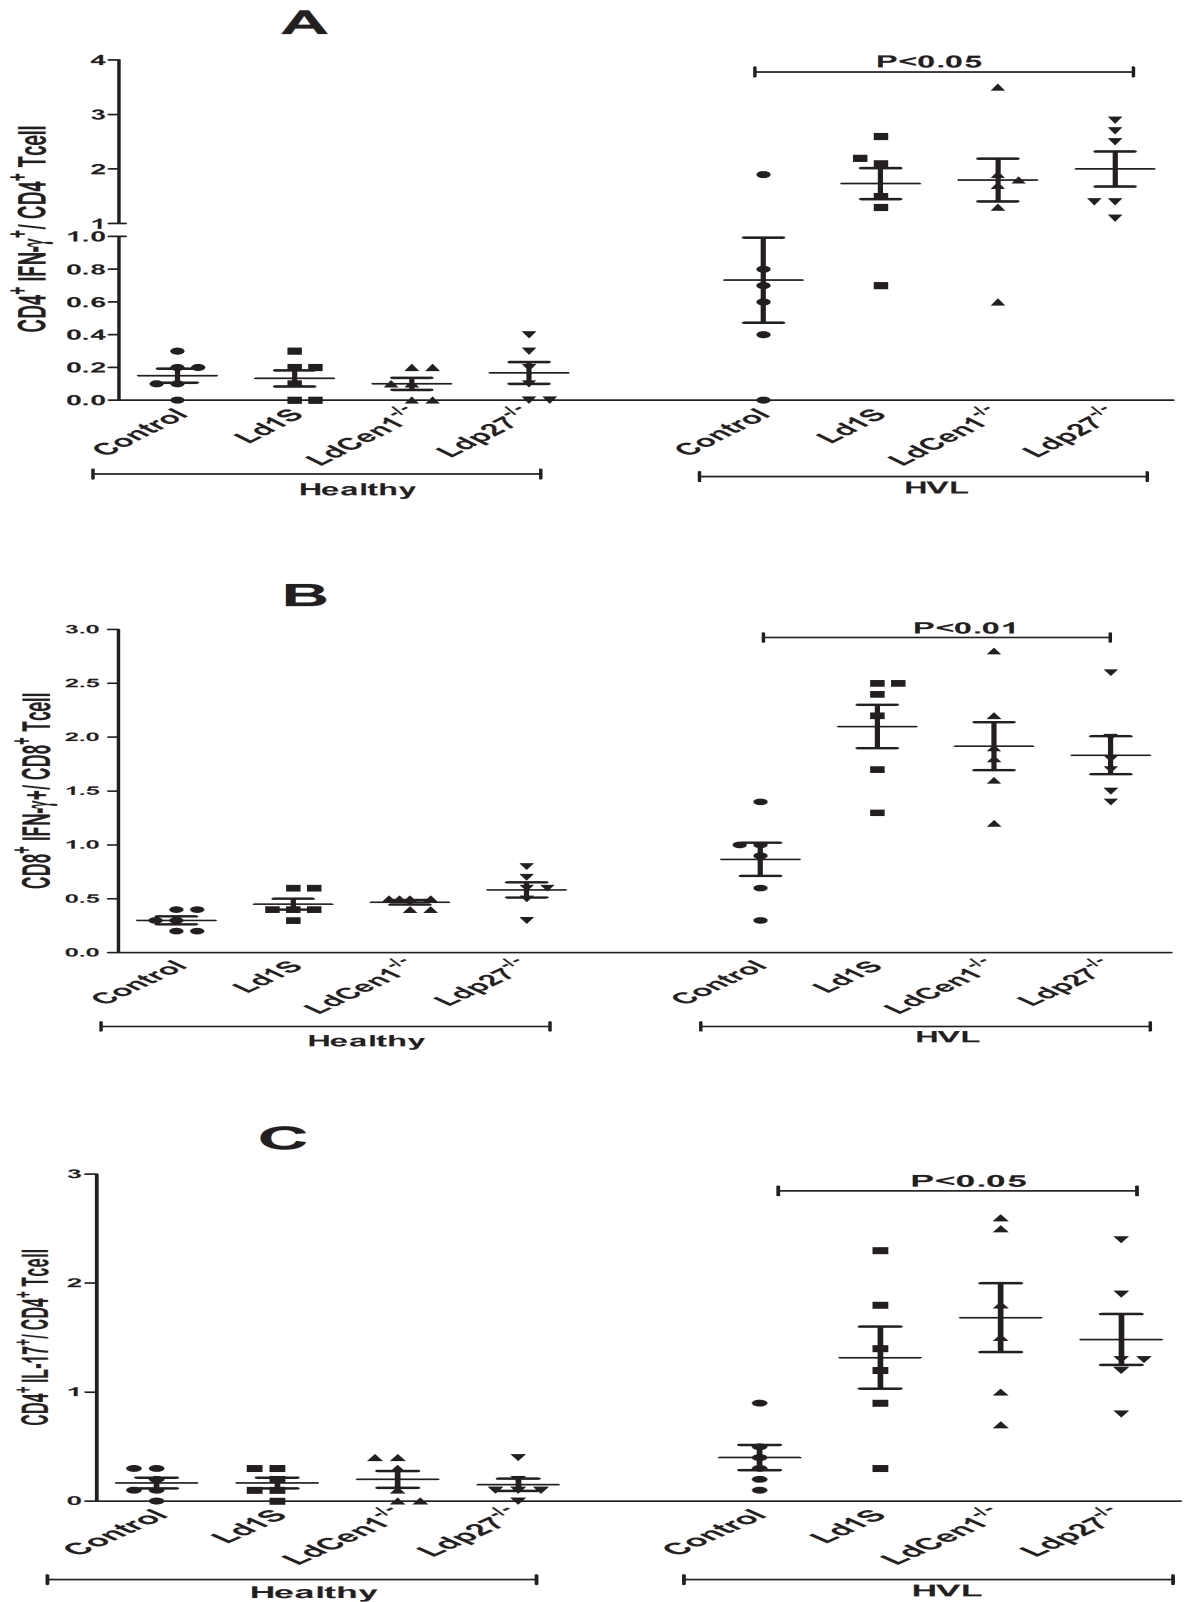 A
CD4⁺ IFN-γ⁺/ CD4⁺ Tcell
4
3
2
1
1.0
0.8
0.6
0.4
0.2
0.0
P<0.05
Control
Ld1S
LdCen1⁻/⁻
Ldp27⁻/⁻
Control
Ld1S
LdCen1⁻/⁻
Ldp27⁻/⁻
Healthy
HVL
B
CD8⁺ IFN-γ+/ CD8⁺ Tcell
3.0
2.5
2.0
1.5
1.0
0.5
0.0
P<0.01
Control
Ld1S
LdCen1⁻/⁻
Ldp27⁻/⁻
Control
Ld1S
LdCen1⁻/⁻
Ldp27⁻/⁻
Healthy
HVL
C
CD4⁺ IL-17⁺/ CD4⁺ Tcell
3
2
1
0
P<0.05
Control
Ld1S
LdCen1⁻/⁻
Ldp27⁻/⁻
Control
Ld1S
LdCen1⁻/⁻
Ldp27⁻/⁻
Healthy
HVL